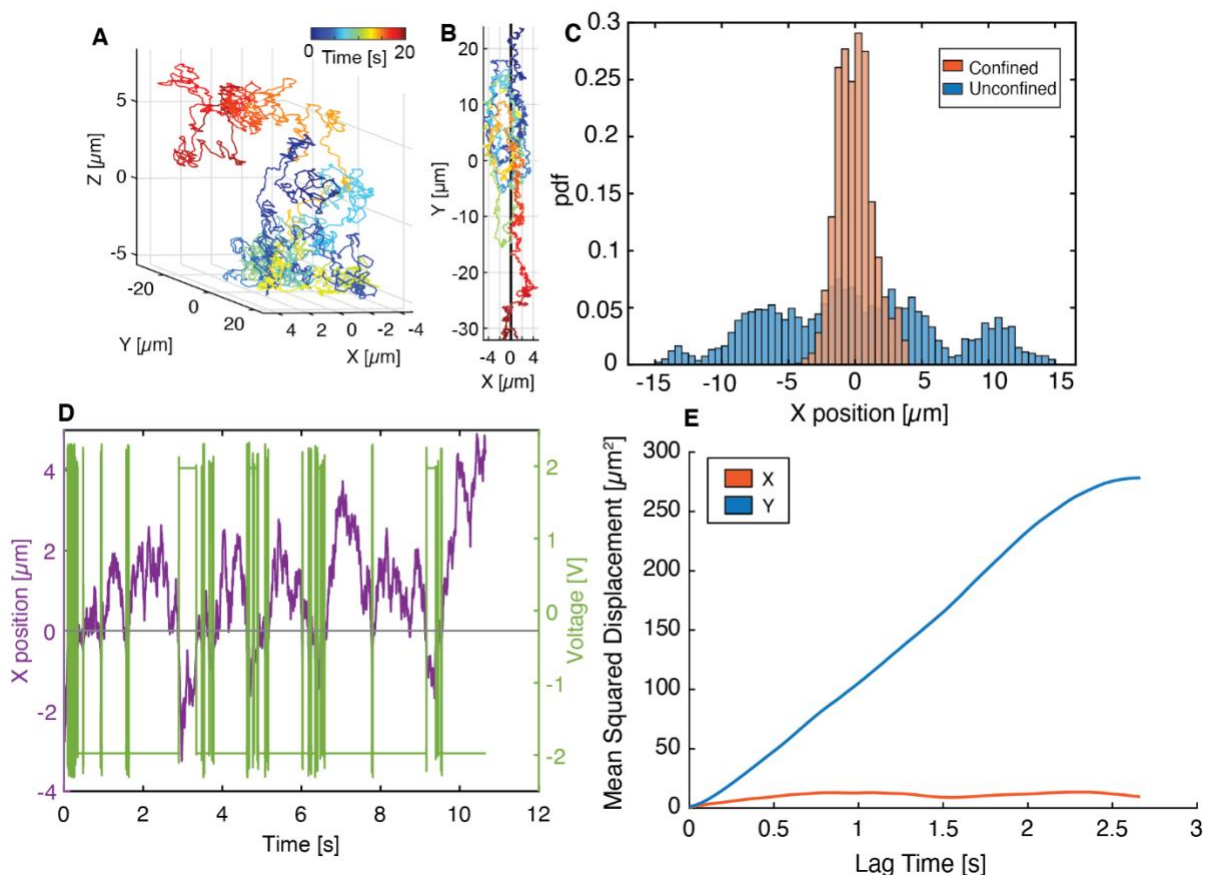 A
0 Time [s] 20
Z [µm]
5
0
-5
-20
0
20
Y [µm]
4 2 0 -2 -4
X [µm]
B
Y [µm]
20
10
0
-10
-20
-30
-4 0 4
X [µm]
C
pdf
0.3
0.25
0.2
0.15
0.1
0.05
0
Confined
Unconfined
-15 -10 -5 0 5 10 15
X position [µm]
D
X position [µm]
4
2
0
-2
-4
2
1
0
-1
-2
Voltage [V]
0 2 4 6 8 10 12
Time [s]
E
Mean Squared Displacement [µm²]
300
250
200
150
100
50
0
X
Y
0 0.5 1 1.5 2 2.5 3
Lag Time [s]